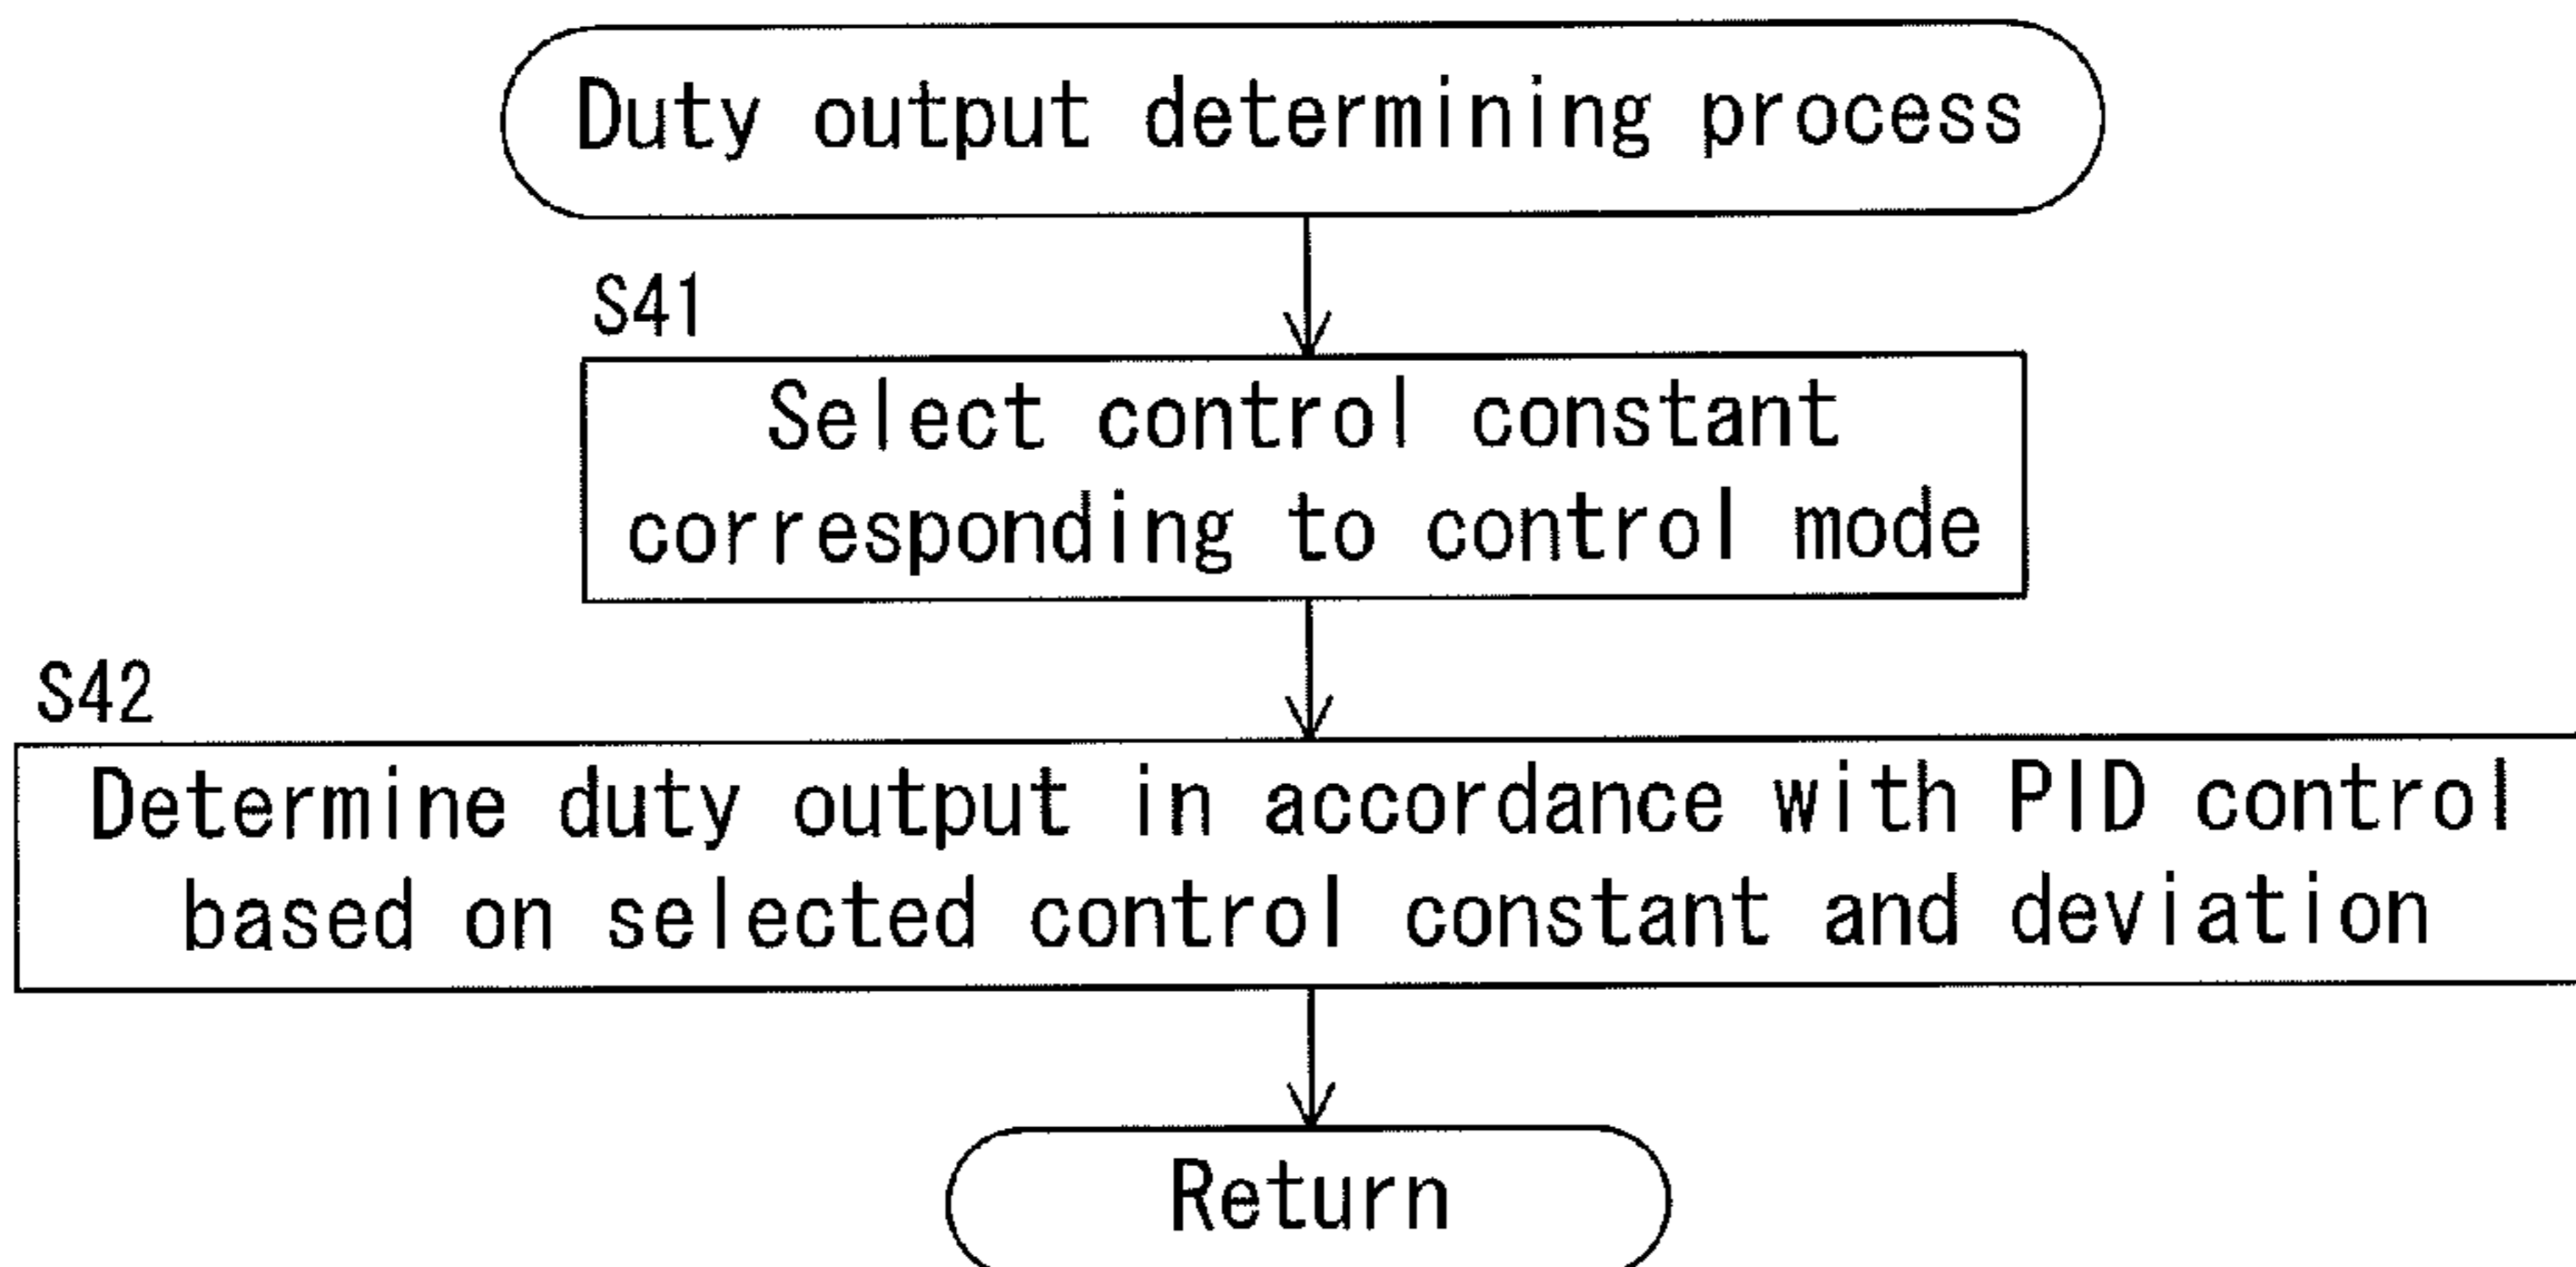 Duty output determining process
S41
Select control constant
corresponding to control mode
S42
Determine duty output in accordance with PID control
based on selected control constant and deviation
Return